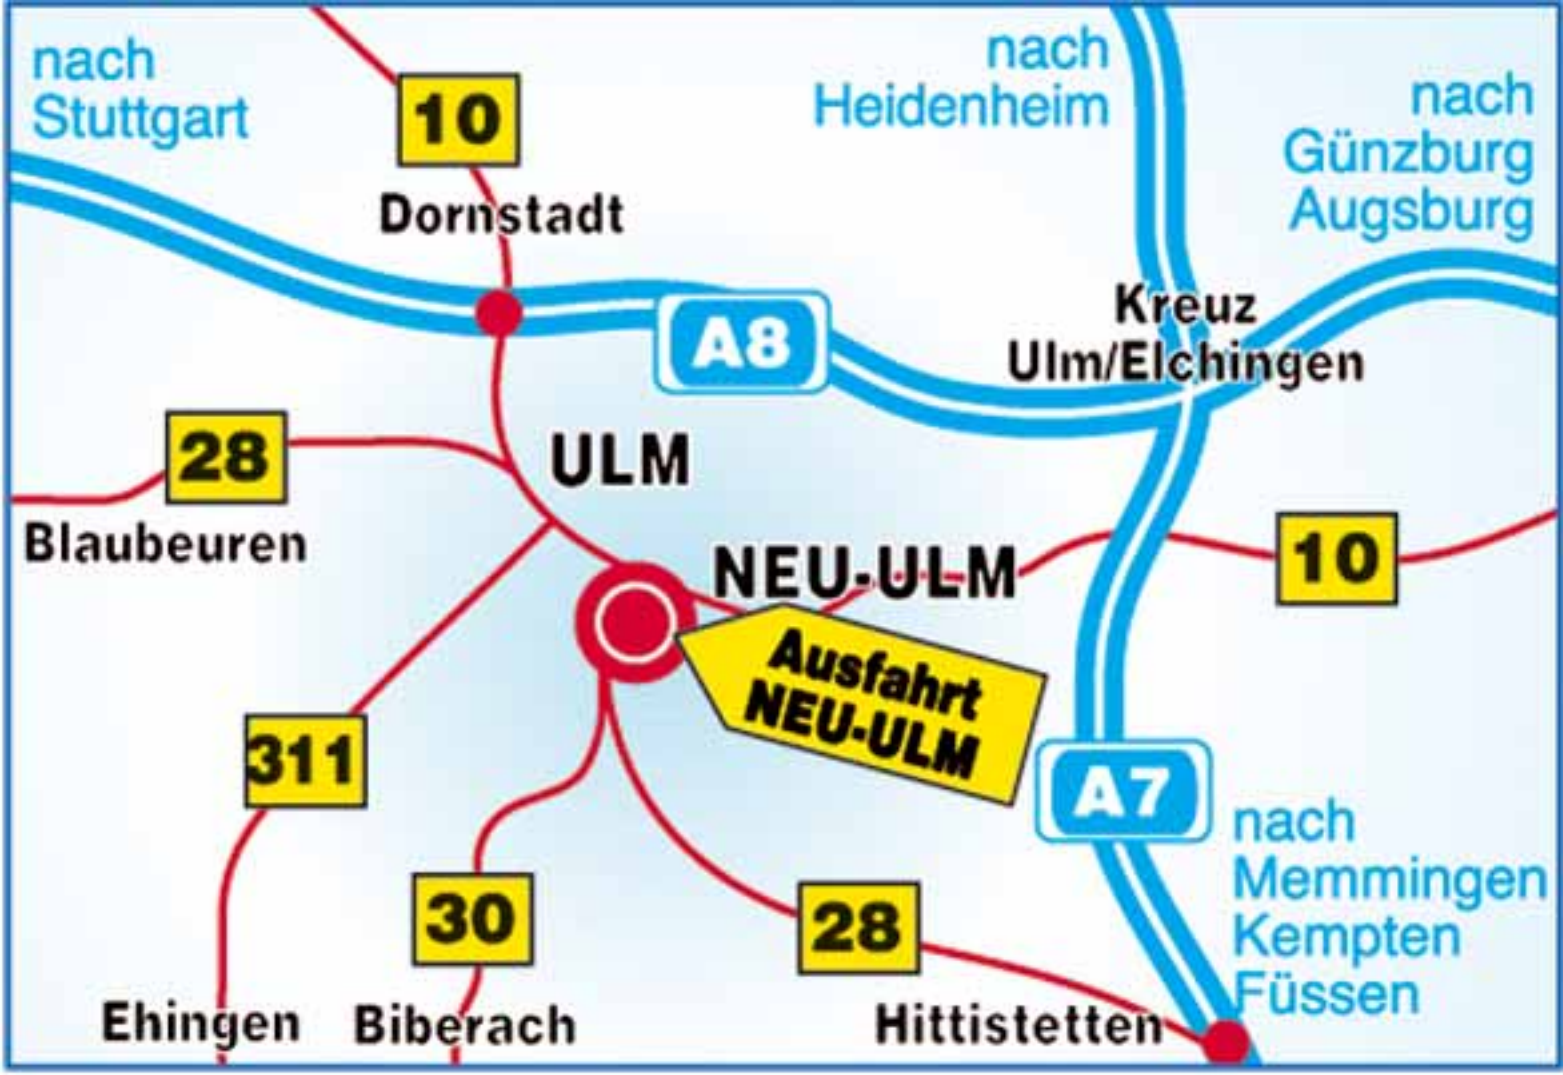 nach
Stuttgart
10
Dornstadt
nach
Heidenheim
nach
Günzburg
Augsburg
A8
Kreuz
Ulm/Elchingen
28
Blaubeuren
ULM
NEU-ULM
10
Ausfahrt
NEU-ULM
311
A7
nach
Memmingen
Kempten
Füssen
30
28
Ehingen
Biberach
Hittistetten